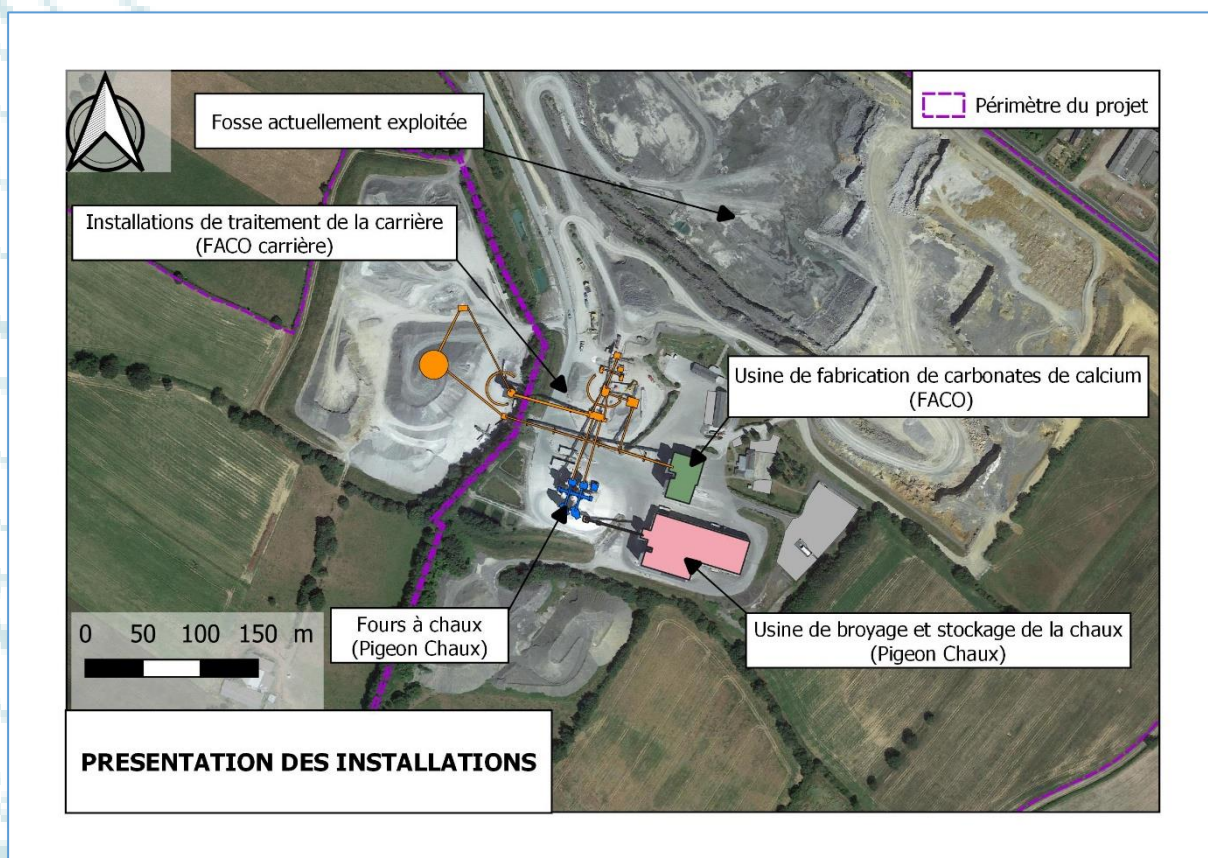 Périmètre du projet
Fosse actuellement exploitée
Installations de traitement de la carrière
(FACO carrière)
Usine de fabrication de carbonates de calcium
(FACO)
Fours à chaux
(Pigeon Chaux)
Usine de broyage et stockage de la chaux
(Pigeon Chaux)
0 50 100 150 m
PRESENTATION DES INSTALLATIONS